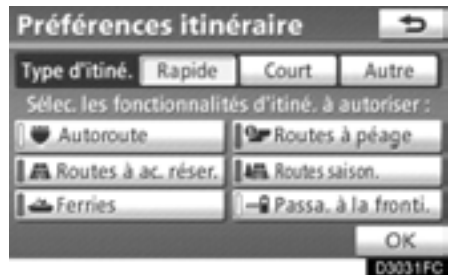 Préférences itinéraire
Type d'itiné. Rapide Court Autre
Sélec. les fonctionnalités d'itiné. à autoriser :
Autoroute Routes à péage
Routes à ac. réser. Routes saison.
Ferries Passa. à la fronti.
OK
D3031FC